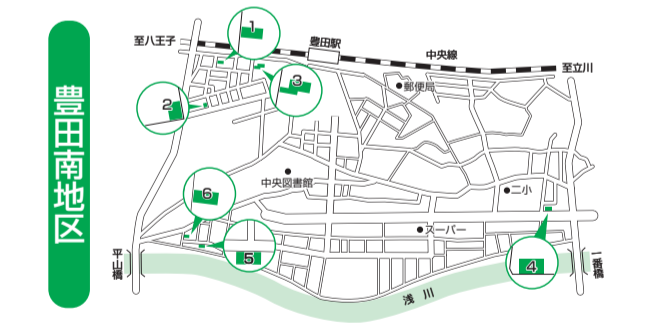 豊田南地区
至八王子
豊田駅
中央線
至立川
1
2
3
郵便局
中央図書館
二小
6
スーパー
5
4
平山橋
一番橋
浅川